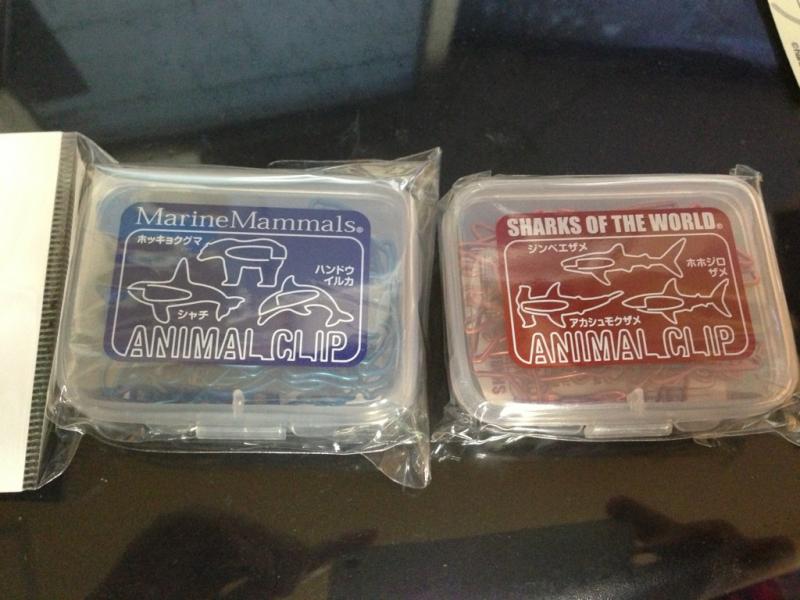 MarineMammals®
ホッキョクグマ
ハンドウ
イルカ
シャチ
ANIMAL CLIP
SHARKS OF THE WORLD®
ジンベエザメ
ホホジロ
ザメ
アカシュモクザメ
ANIMAL CLIP